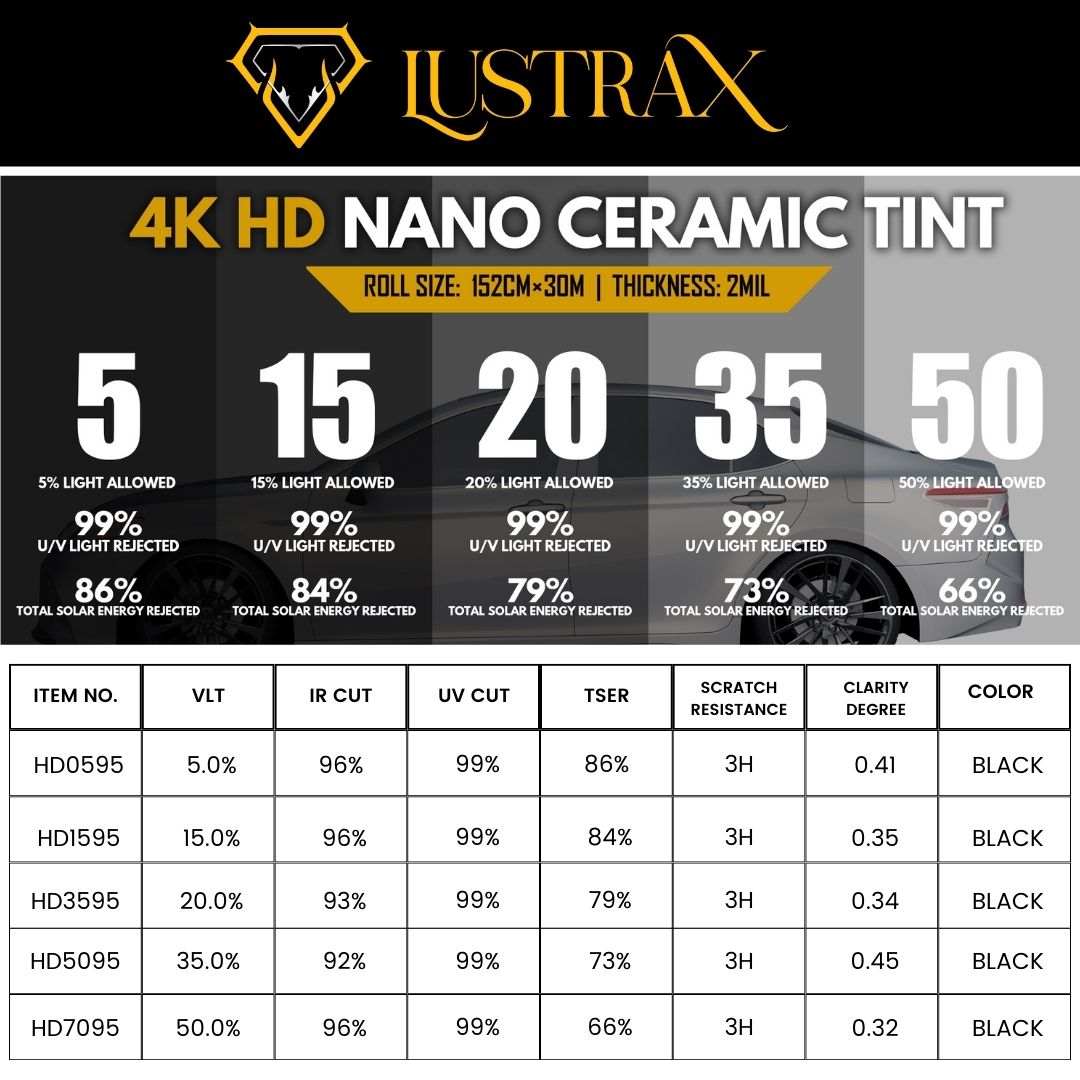 LUSTRAX
4K HD NANO CERAMIC TINT
ROLL SIZE: 152CM×30M | THICKNESS: 2MIL
5 15 20 35 50
5% LIGHT ALLOWED 15% LIGHT ALLOWED 20% LIGHT ALLOWED 35% LIGHT ALLOWED 50% LIGHT ALLOWED
99% 99% 99% 99% 99%
U/V LIGHT REJECTED U/V LIGHT REJECTED U/V LIGHT REJECTED U/V LIGHT REJECTED U/V LIGHT REJECTED
86% 84% 79% 73% 66%
TOTAL SOLAR ENERGY REJECTED TOTAL SOLAR ENERGY REJECTED TOTAL SOLAR ENERGY REJECTED TOTAL SOLAR ENERGY REJECTED TOTAL SOLAR ENERGY REJECTED
ITEM NO. VLT IR CUT UV CUT TSER SCRATCH RESISTANCE CLARITY DEGREE COLOR
HD0595 5.0% 96% 99% 86% 3H 0.41 BLACK
HD1595 15.0% 96% 99% 84% 3H 0.35 BLACK
HD3595 20.0% 93% 99% 79% 3H 0.34 BLACK
HD5095 35.0% 92% 99% 73% 3H 0.45 BLACK
HD7095 50.0% 96% 99% 66% 3H 0.32 BLACK